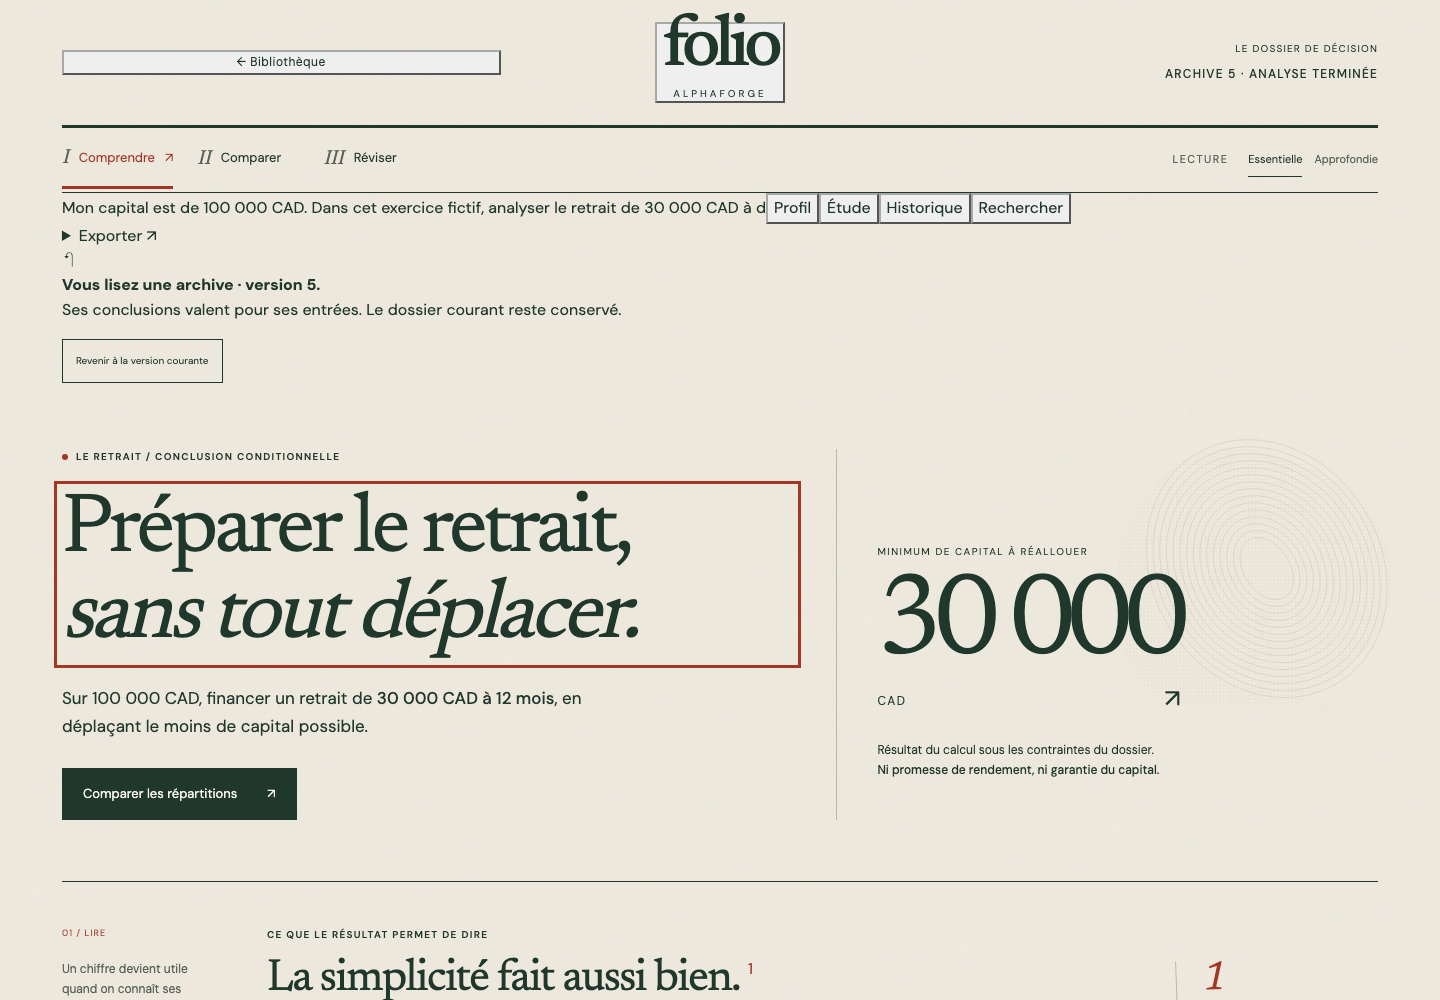 ← Bibliothèque
folio
ALPHAFORGE
LE DOSSIER DE DÉCISION
ARCHIVE 5 · ANALYSE TERMINÉE
I Comprendre ↗
II Comparer
III Réviser
LECTURE Essentielle Approfondie
Mon capital est de 100 000 CAD. Dans cet exercice fictif, analyser le retrait de 30 000 CAD à d
Profil Étude Historique Rechercher
▶ Exporter ↗
Vous lisez une archive · version 5.
Ses conclusions valent pour ses entrées. Le dossier courant reste conservé.
Revenir à la version courante
LE RETRAIT / CONCLUSION CONDITIONNELLE
Préparer le retrait,
sans tout déplacer.
Sur 100 000 CAD, financer un retrait de 30 000 CAD à 12 mois, en
déplaçant le moins de capital possible.
Comparer les répartitions ↗
MINIMUM DE CAPITAL À RÉALLOUER
30 000
CAD ↗
Résultat du calcul sous les contraintes du dossier.
Ni promesse de rendement, ni garantie du capital.
01 / LIRE
Un chiffre devient utile
quand on connaît ses
CE QUE LE RÉSULTAT PERMET DE DIRE
La simplicité fait aussi bien. 1
1